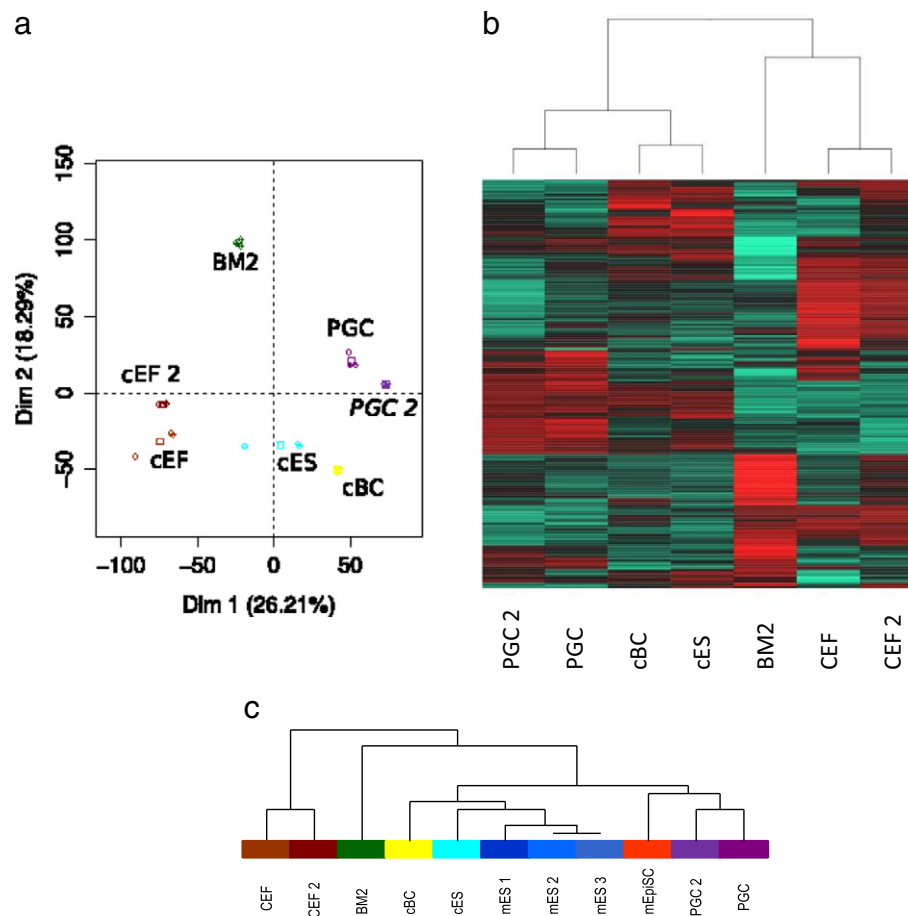 a
b
150
100
50
0
−50
Dim 2 (18.29%)
BM2
PGC
PGC 2
cEF 2
cEF
cES
cBC
−100
−50
0
50
Dim 1 (26.21%)
PGC 2
PGC
cBC
cES
BM2
CEF
CEF 2
c
CEF
CEF 2
BM2
cBC
cES
mES 1
mES 2
mES 3
mEpiSC
PGC 2
PGC